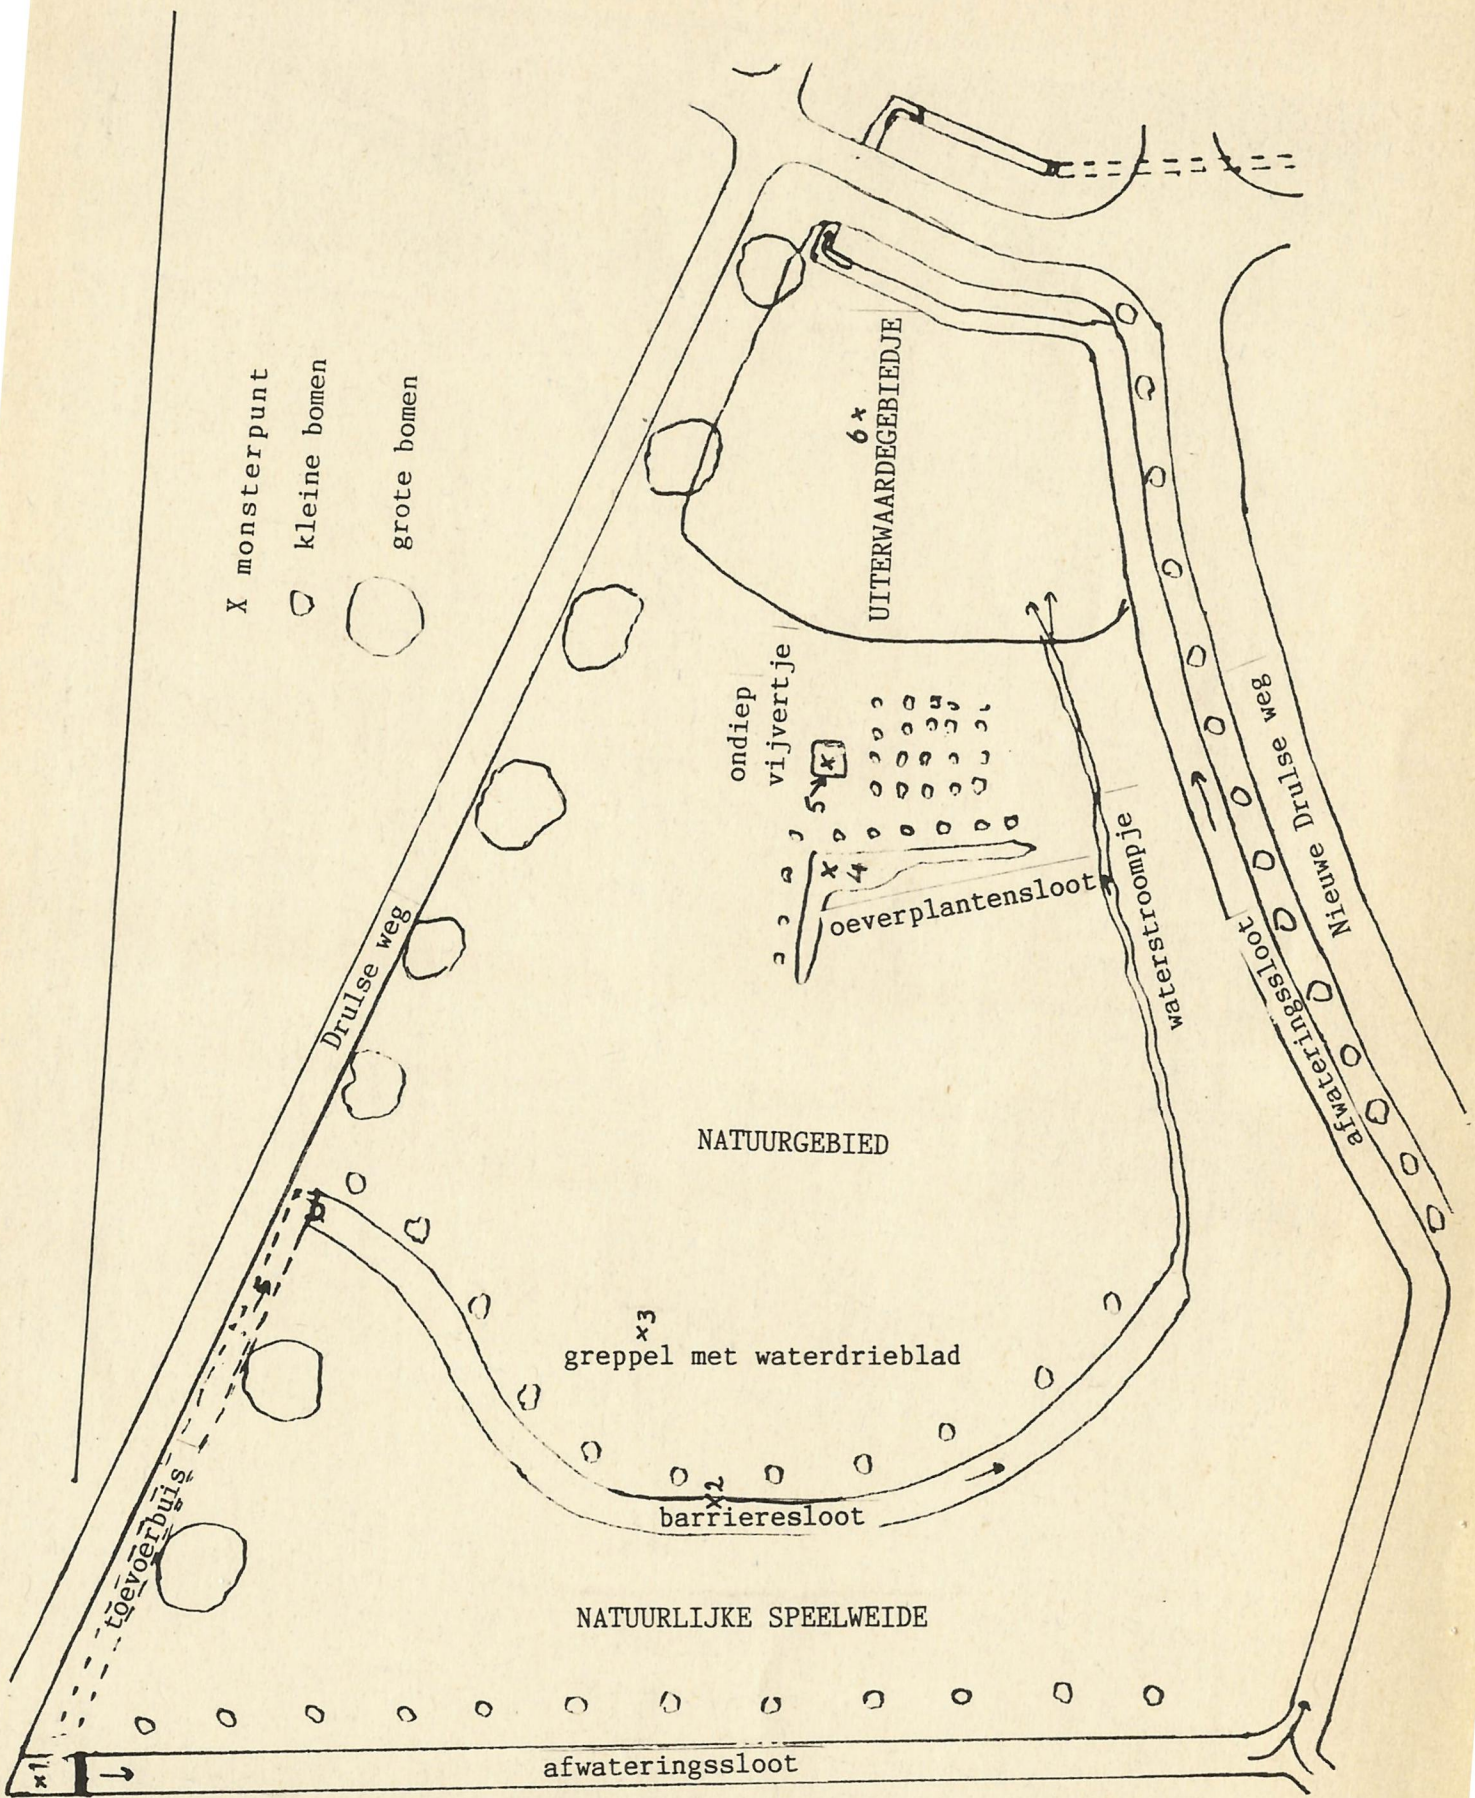 X monsterpunt
kleine bomen
grote bomen
UITERWAARDEGEBIEDJE
6 x
ondiep
vijvertje
5
x
x
4
oeverplantensloot
waterstroompje
Nieuwe Drulse weg
afwateringssloot
Drulse weg
NATUURGEBIED
x3
greppel met waterdrieblad
x2
barrieresloot
toevoerbuis
NATUURLIJKE SPEELWEIDE
x1
afwateringssloot